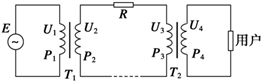 E
U₁
P₁
T₁
U₂
P₂
R
U₃
P₃
T₂
U₄
P₄
用户